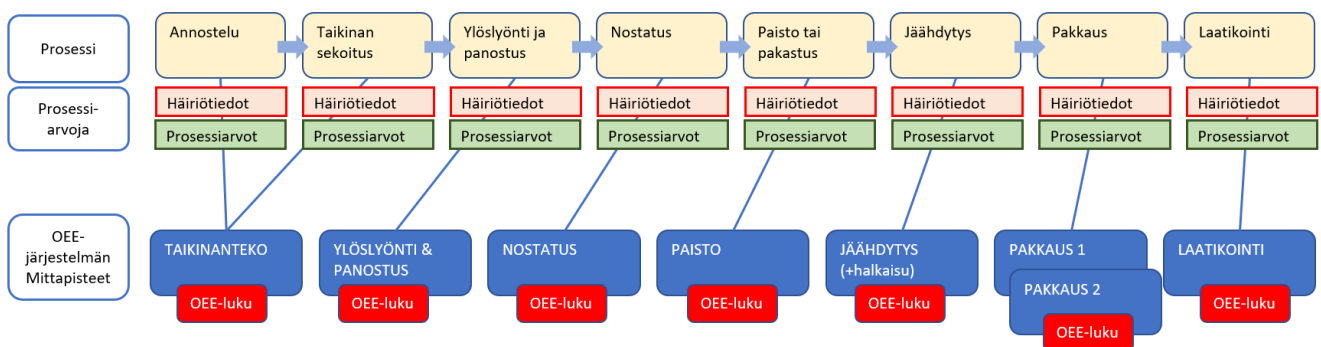 Prosessi
Annostelu
Taikinan
sekoitus
Ylöslyönti ja
panostus
Nostatus
Paisto tai
pakastus
Jäähdytys
Pakkaus
Laatikointi
Prosessi-
arvoja
Häiriötiedot
Häiriötiedot
Häiriötiedot
Häiriötiedot
Häiriötiedot
Häiriötiedot
Häiriötiedot
Häiriötiedot
Prosessiarvot
Prosessiarvot
Prosessiarvot
Prosessiarvot
Prosessiarvot
Prosessiarvot
Prosessiarvot
Prosessiarvot
OEE-
järjestelmän
Mittapisteet
TAIKINANTEKO
OEE-luku
YLÖSLYÖNTI &
PANOSTUS
OEE-luku
NOSTATUS
OEE-luku
PAISTO
OEE-luku
JÄÄHDYTYS
(+halkaisu)
OEE-luku
PAKKAUS 1
PAKKAUS 2
OEE-luku
LAATIKOINTI
OEE-luku